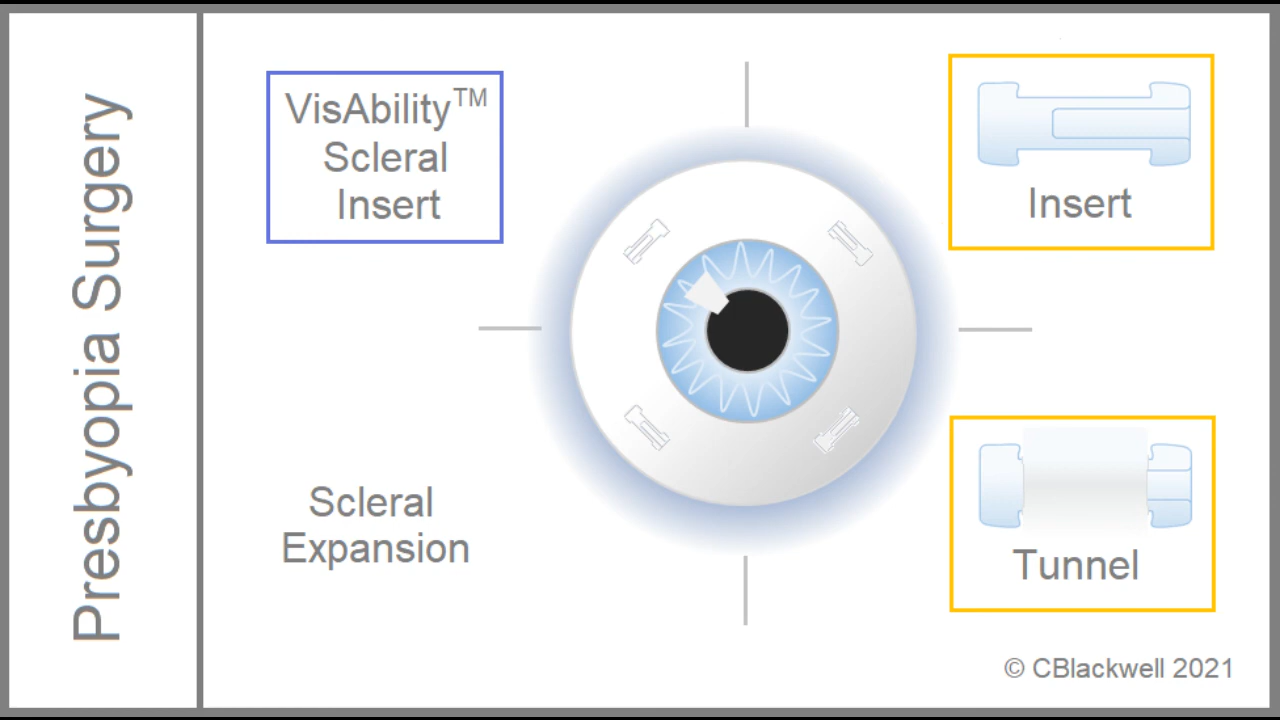 Presbyopia Surgery
VisAbility™
Scleral
Insert
Insert
Scleral
Expansion
Tunnel
© CBlackwell 2021